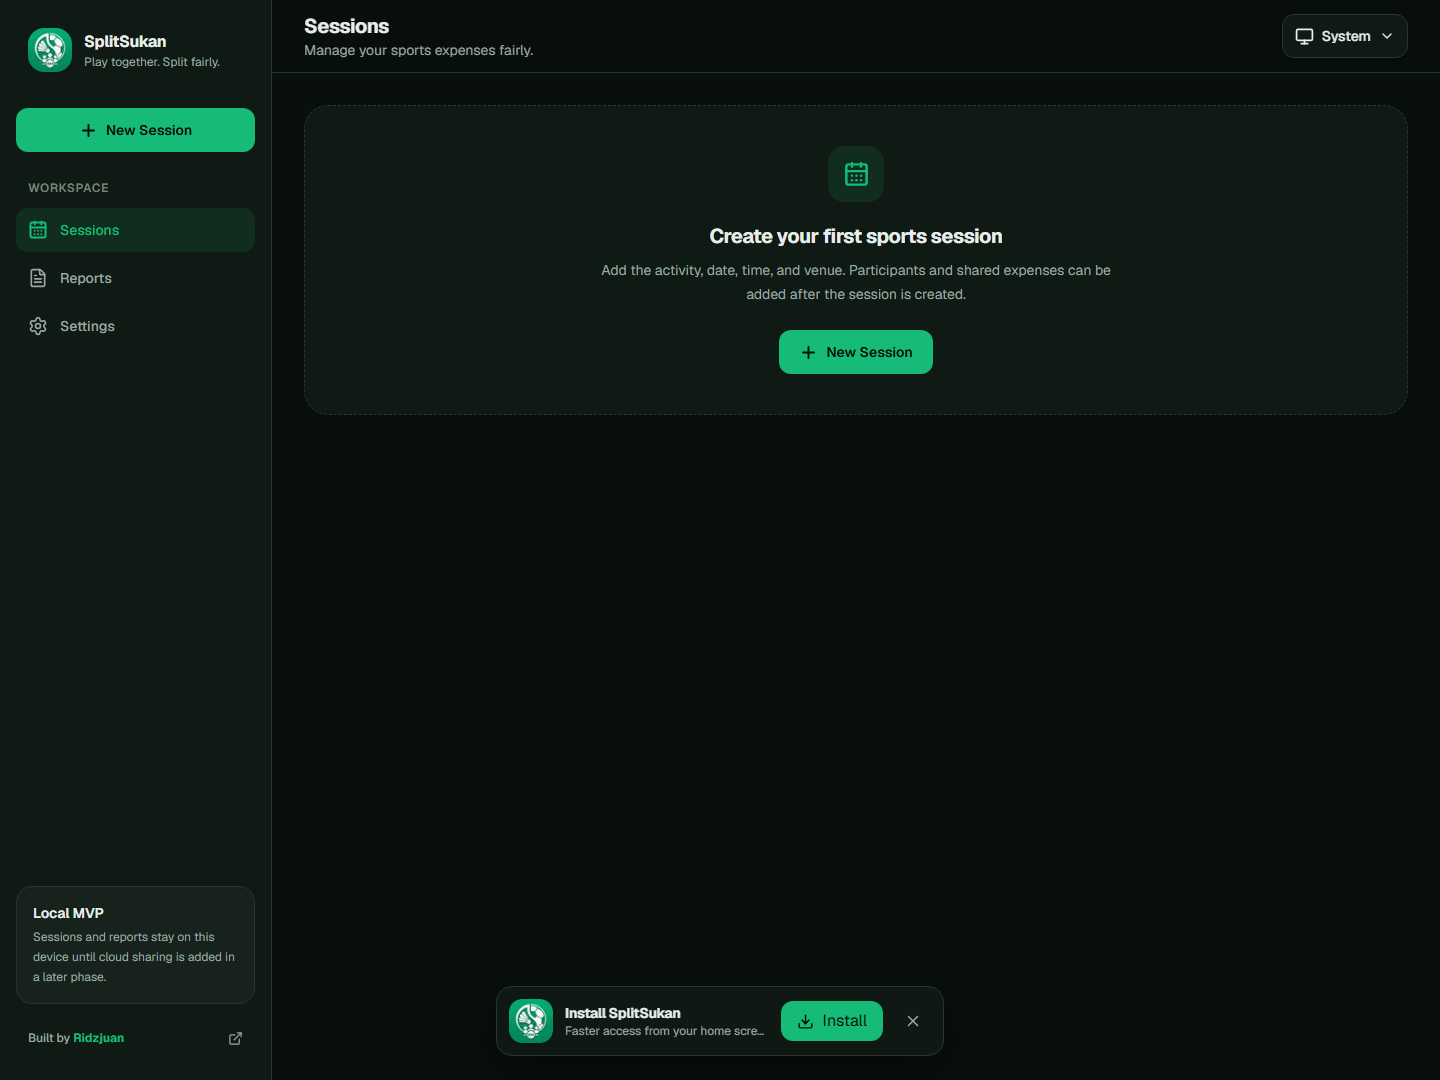 SplitSukan
Play together. Split fairly.
New Session
WORKSPACE
Sessions
Reports
Settings
Local MVP
Sessions and reports stay on this
device until cloud sharing is added in
a later phase.
Built by Ridzjuan
Sessions
Manage your sports expenses fairly.
System
Create your first sports session
Add the activity, date, time, and venue. Participants and shared expenses can be
added after the session is created.
New Session
Install SplitSukan
Faster access from your home scre...
Install